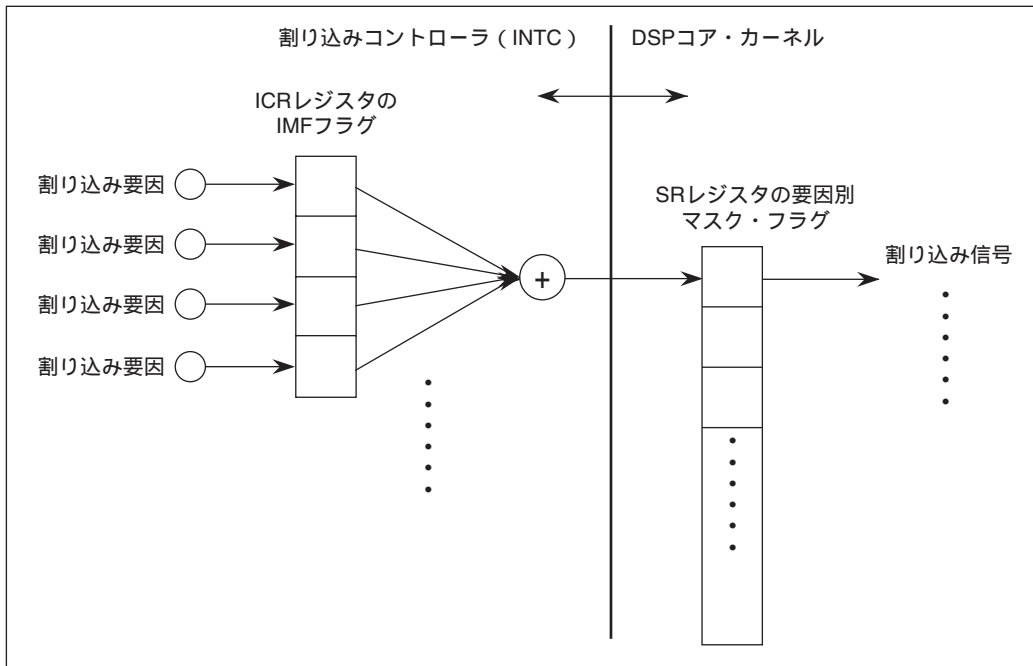 割り込みコントローラ（INTC）
DSPコア・カーネル
ICRレジスタの
IMFフラグ
割り込み要因
割り込み要因
割り込み要因
割り込み要因
+
SRレジスタの要因別
マスク・フラグ
割り込み信号